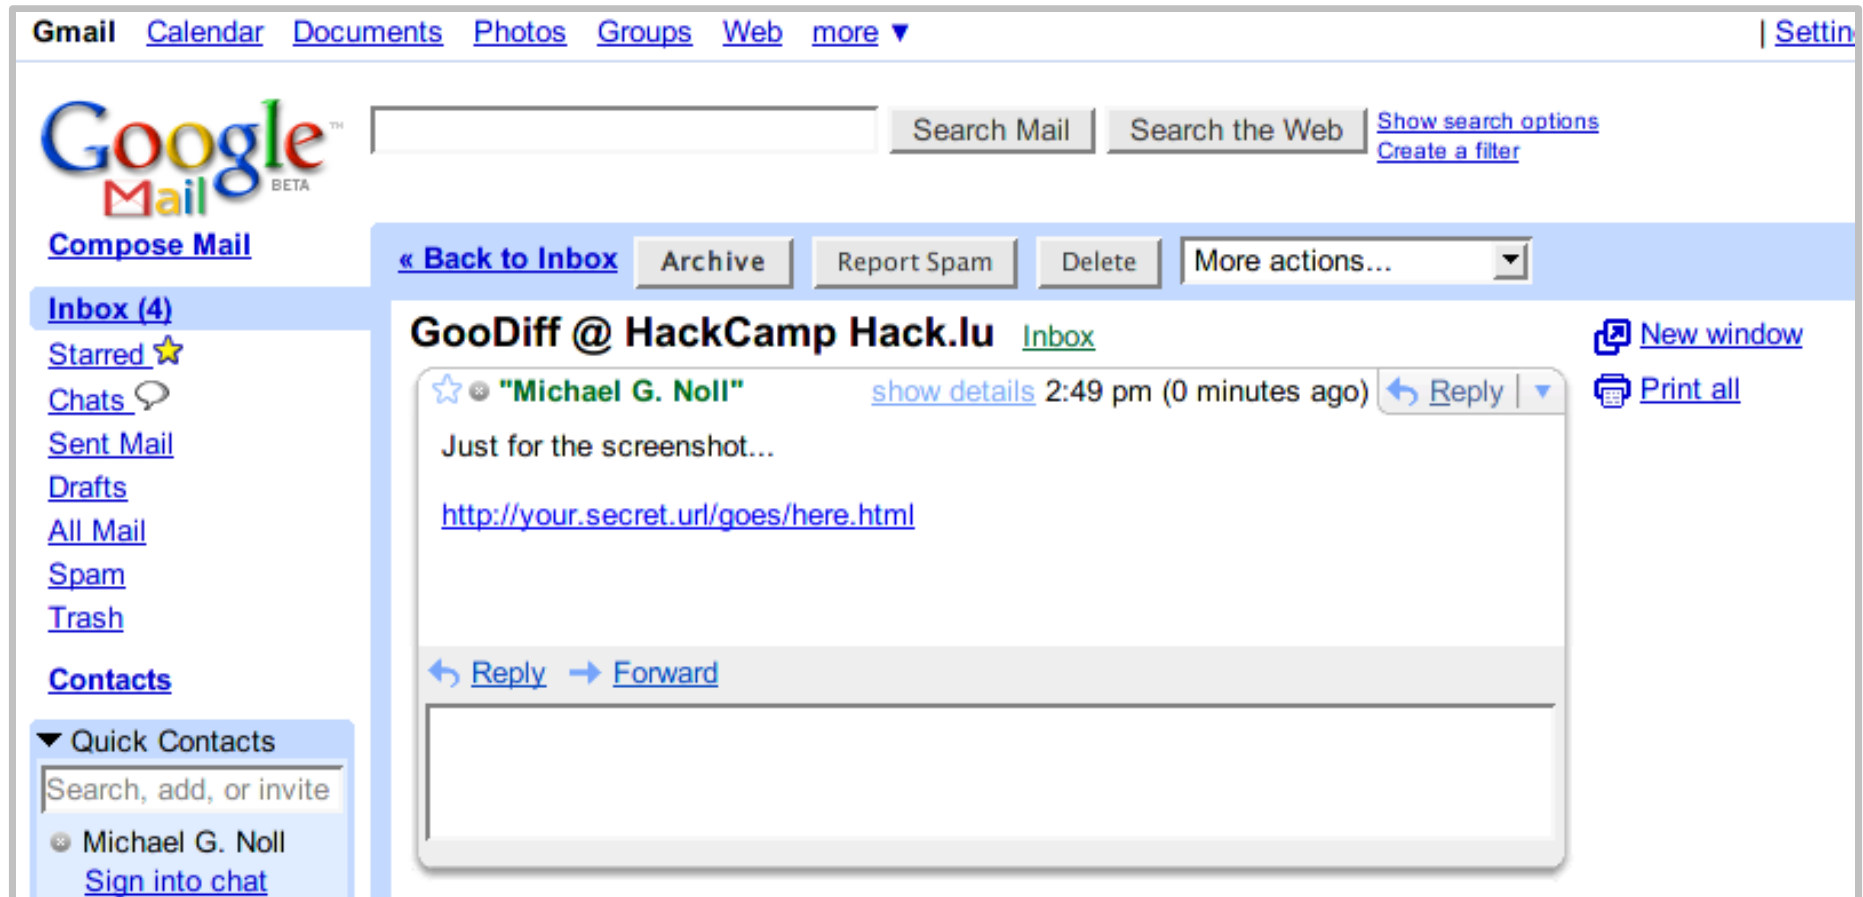 Gmail Calendar Documents Photos Groups Web more ▼ | Settin
Google™
Mail BETA
Search Mail Search the Web Show search options
Create a filter
Compose Mail
« Back to Inbox Archive Report Spam Delete More actions...
Inbox (4)
Starred
Chats
Sent Mail
Drafts
All Mail
Spam
Trash
Contacts
Quick Contacts
Search, add, or invite
Michael G. Noll
Sign into chat
GooDiff @ HackCamp Hack.lu Inbox
New window
Print all
"Michael G. Noll" show details 2:49 pm (0 minutes ago) Reply
Just for the screenshot...
http://your.secret.url/goes/here.html
Reply Forward